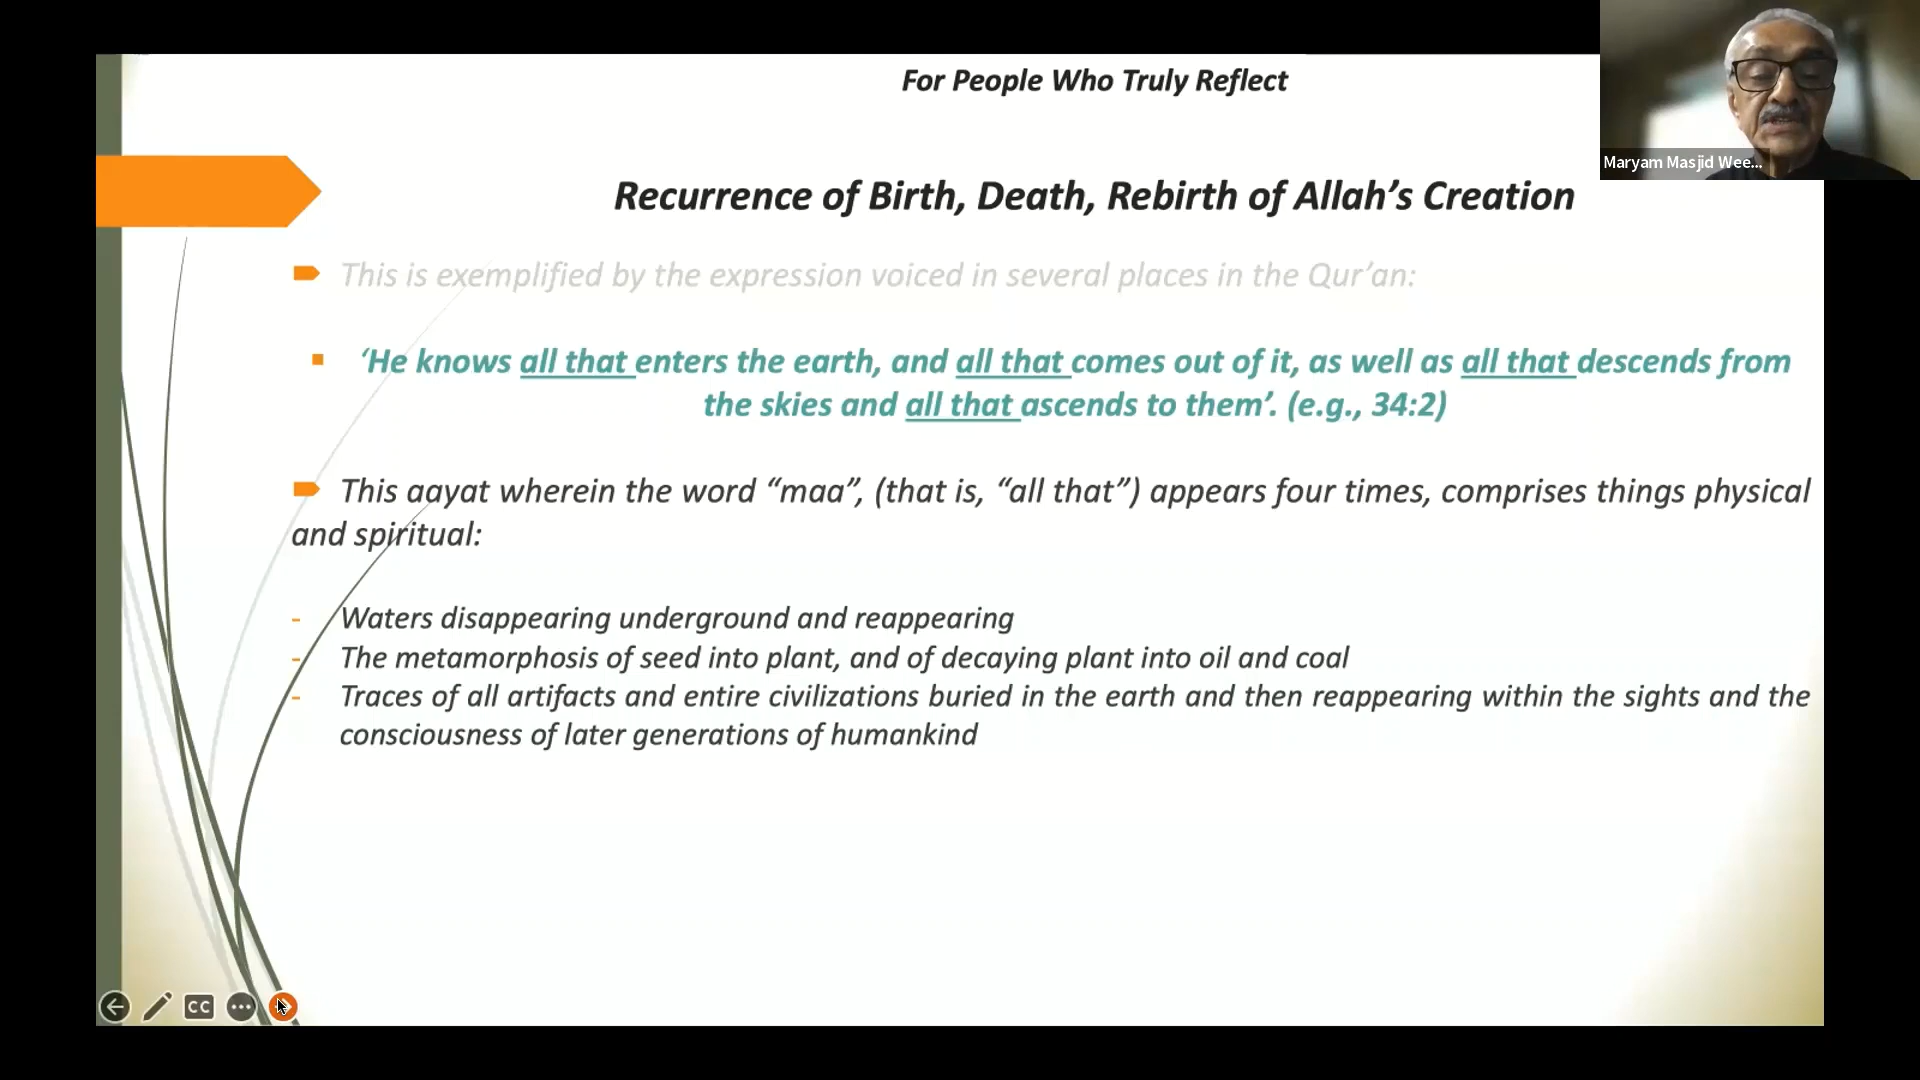 For People Who Truly Reflect
Maryam Masjid Wee...
Recurrence of Birth, Death, Rebirth of Allah’s Creation
This is exemplified by the expression voiced in several places in the Qur’an:
‘He knows all that enters the earth, and all that comes out of it, as well as all that descends from
the skies and all that ascends to them’. (e.g., 34:2)
This aayat wherein the word “maa”, (that is, “all that”) appears four times, comprises things physical
and spiritual:
- Waters disappearing underground and reappearing
- The metamorphosis of seed into plant, and of decaying plant into oil and coal
- Traces of all artifacts and entire civilizations buried in the earth and then reappearing within the sights and the
consciousness of later generations of humankind
CC